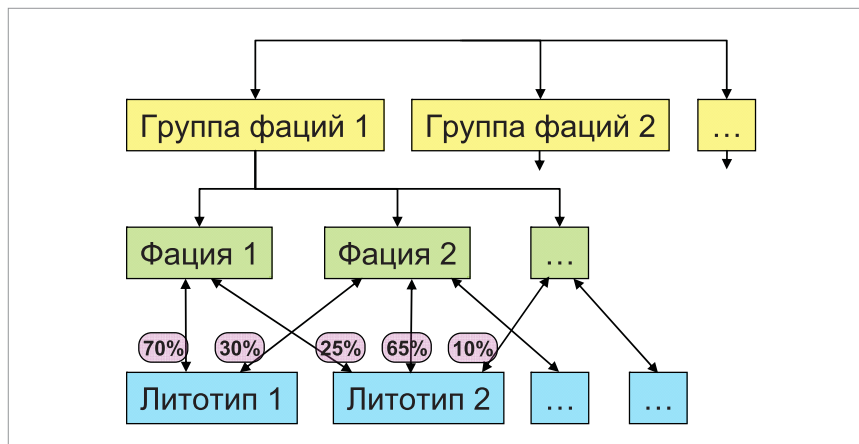 Группа фаций 1 Группа фаций 2 ...
Фация 1 Фация 2 ...
70% 30% 25% 65% 10%
Литотип 1 Литотип 2 ... ...